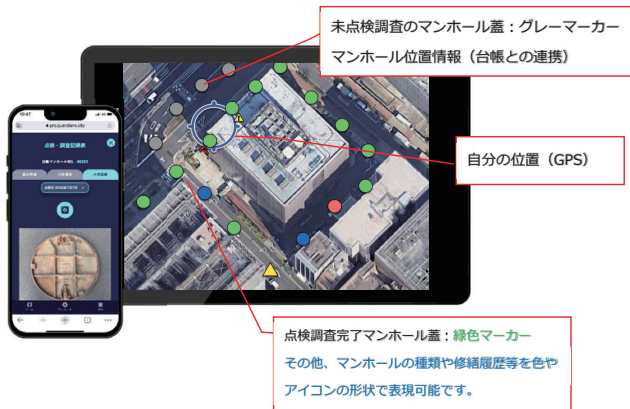 未点検調査のマンホール蓋：グレーマーカー
マンホール位置情報（台帳との連携）
自分の位置（GPS）
10:67
pro.guardians.city
点検・調査記録表
点検調査完了マンホール蓋：緑色マーカー
その他、マンホールの種類や修繕履歴等を色や
アイコンの形状で表現可能です。